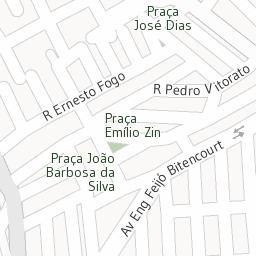 Praça
José Dias
R Ernesto Fogo
R Pedro Vitorato
Praça
Emílio Zin
Praça João
Barbosa da
Silva
Av Eng Feijó Bitencourt